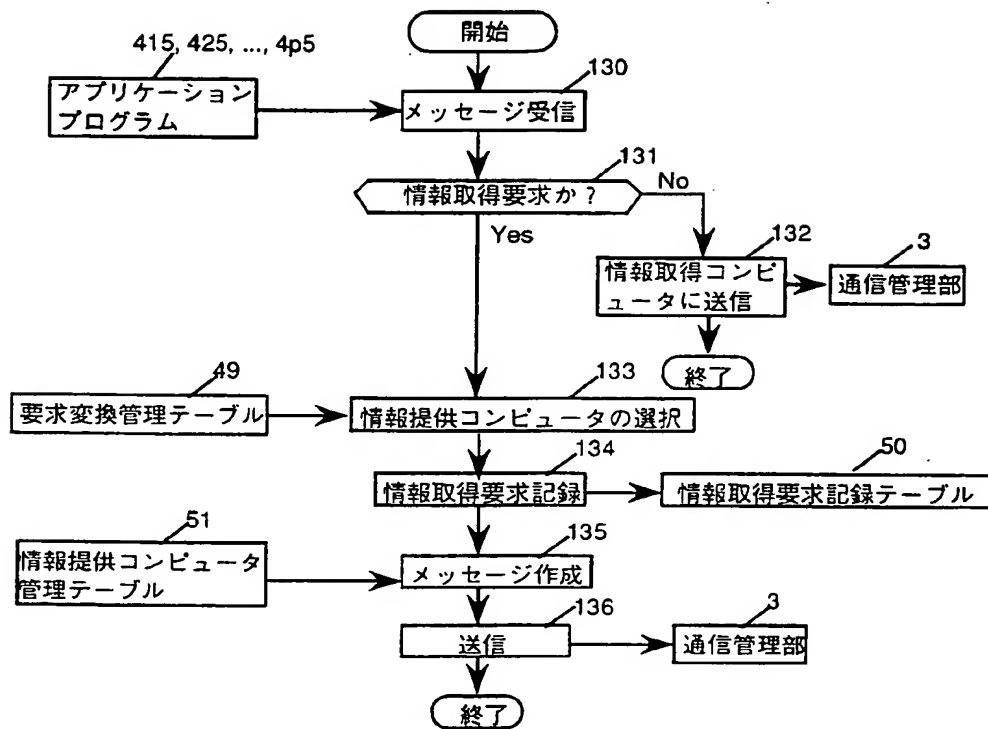 開始
415, 425, ..., 4p5
アプリケーション
プログラム
130
メッセージ受信
131
情報取得要求か?
No
Yes
132
情報取得コンピ
ュータに送信
3
通信管理部
終了
49
要求変換管理テーブル
133
情報提供コンピュータの選択
134
情報取得要求記録
50
情報取得要求記録テーブル
51
情報提供コンピュータ
管理テーブル
135
メッセージ作成
136
送信
3
通信管理部
終了